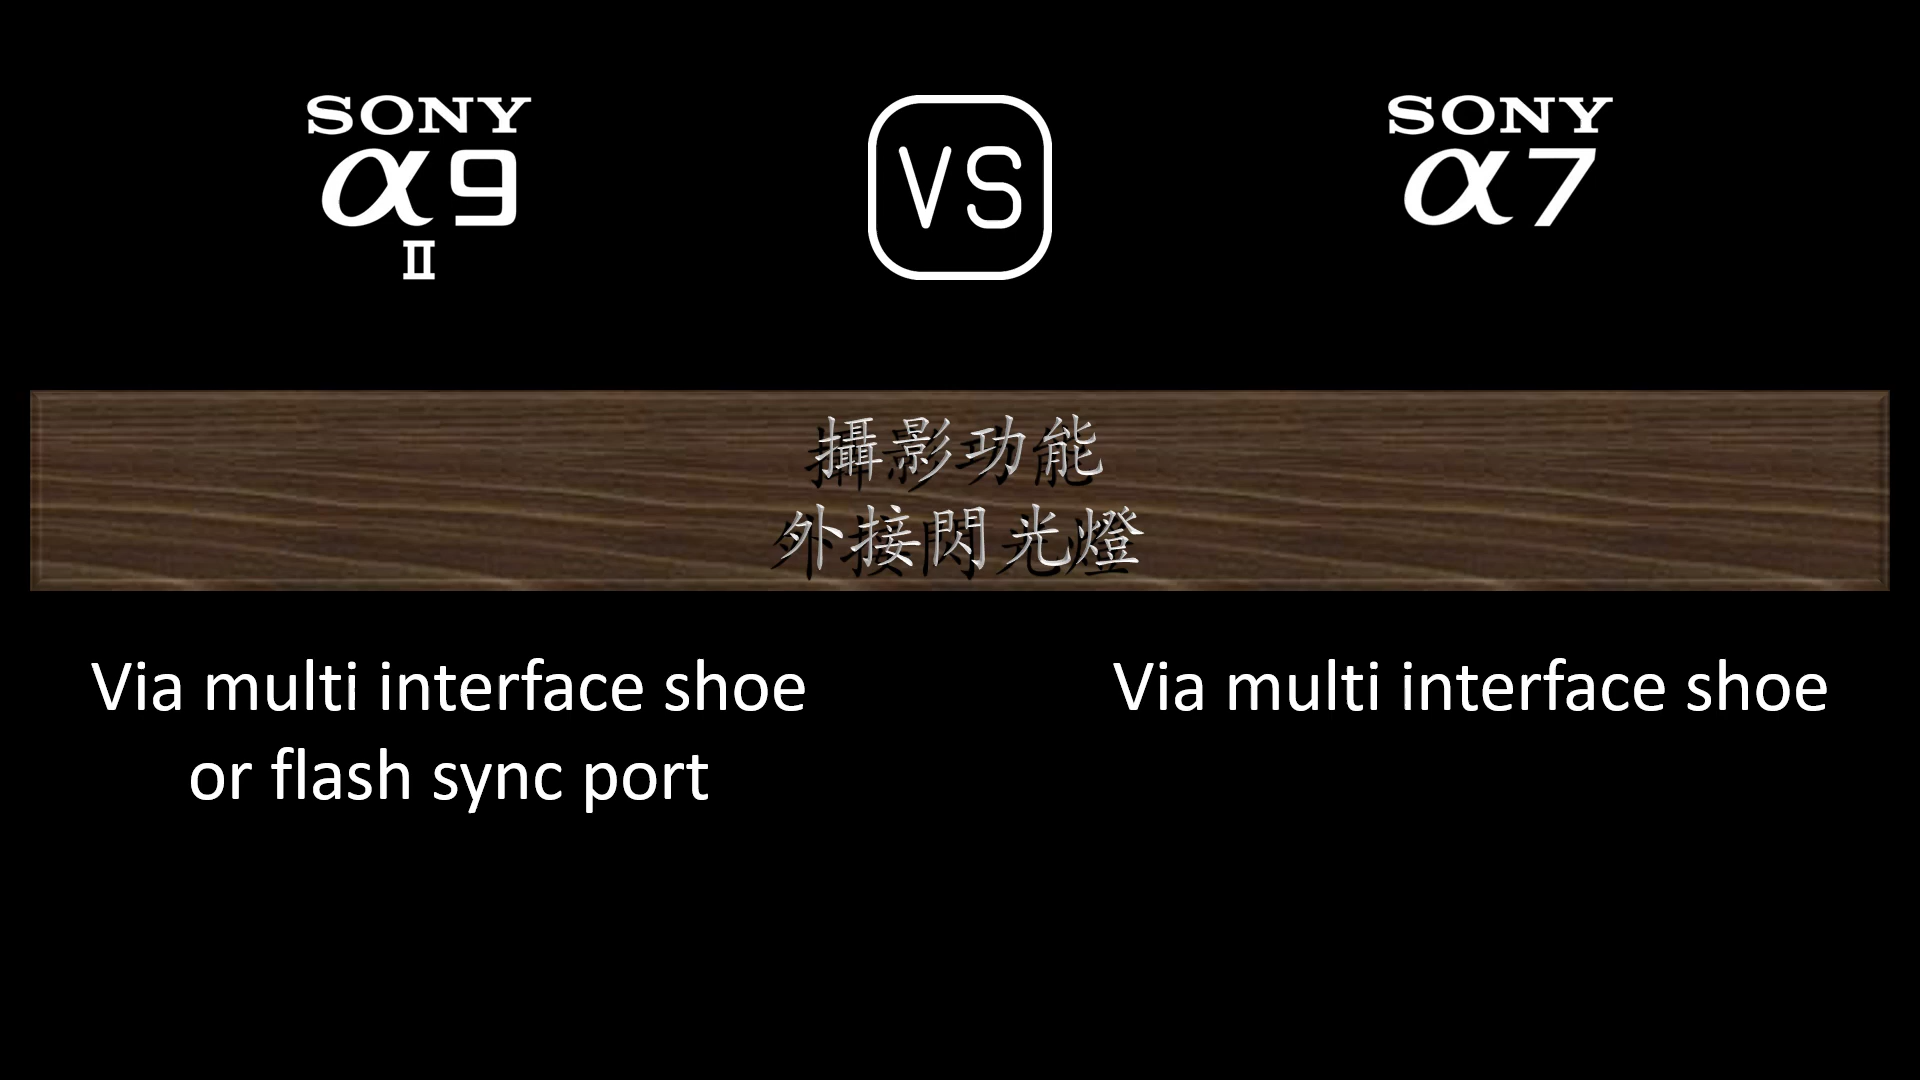 SONY
α9
II
VS
SONY
α7
攝影功能
外接閃光燈
Via multi interface shoe
or flash sync port
Via multi interface shoe